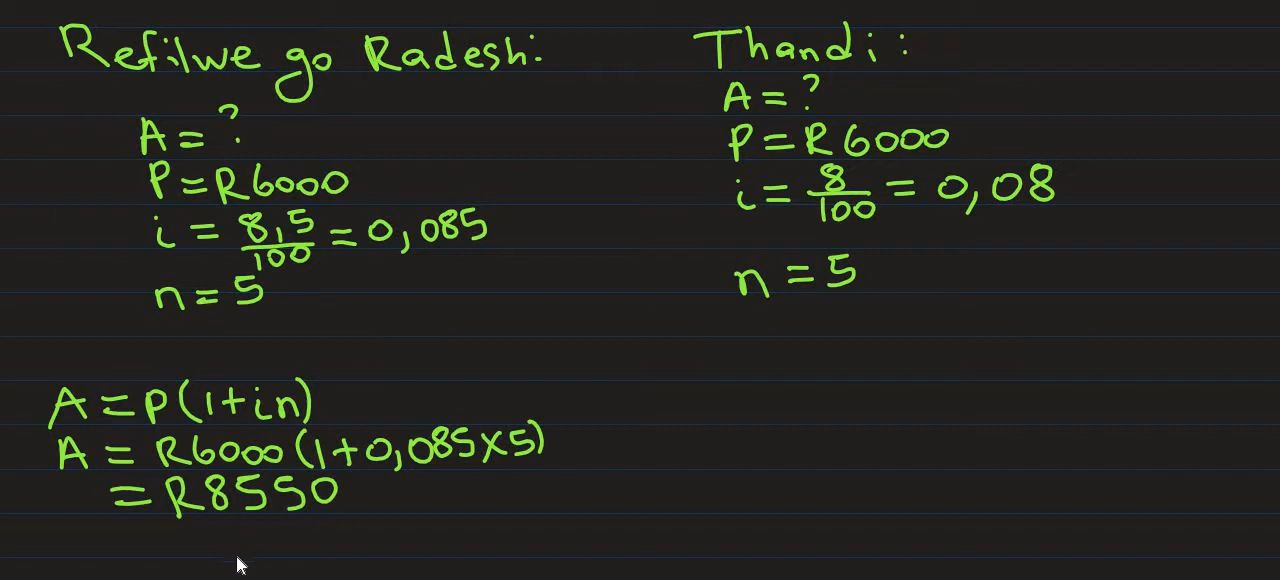 Refilwe go Radesh:
A = ?
P = R6000
i = 8,5/100 = 0,085
n = 5
Thandi:
A = ?
P = R6000
i = 8/100 = 0,08
n = 5
A = P(1+in)
A = R6000(1+0,085×5)
= R8550